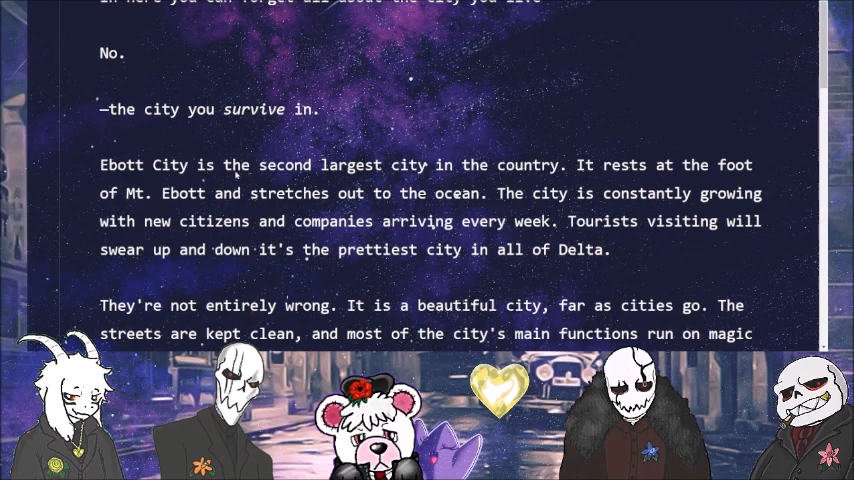 No.
—the city you survive in.
Ebott City is the second largest city in the country. It rests at the foot
of Mt. Ebott and stretches out to the ocean. The city is constantly growing
with new citizens and companies arriving every week. Tourists visiting will
swear up and down it's the prettiest city in all of Delta.
They're not entirely wrong. It is a beautiful city, far as cities go. The
streets are kept clean, and most of the city's main functions run on magic